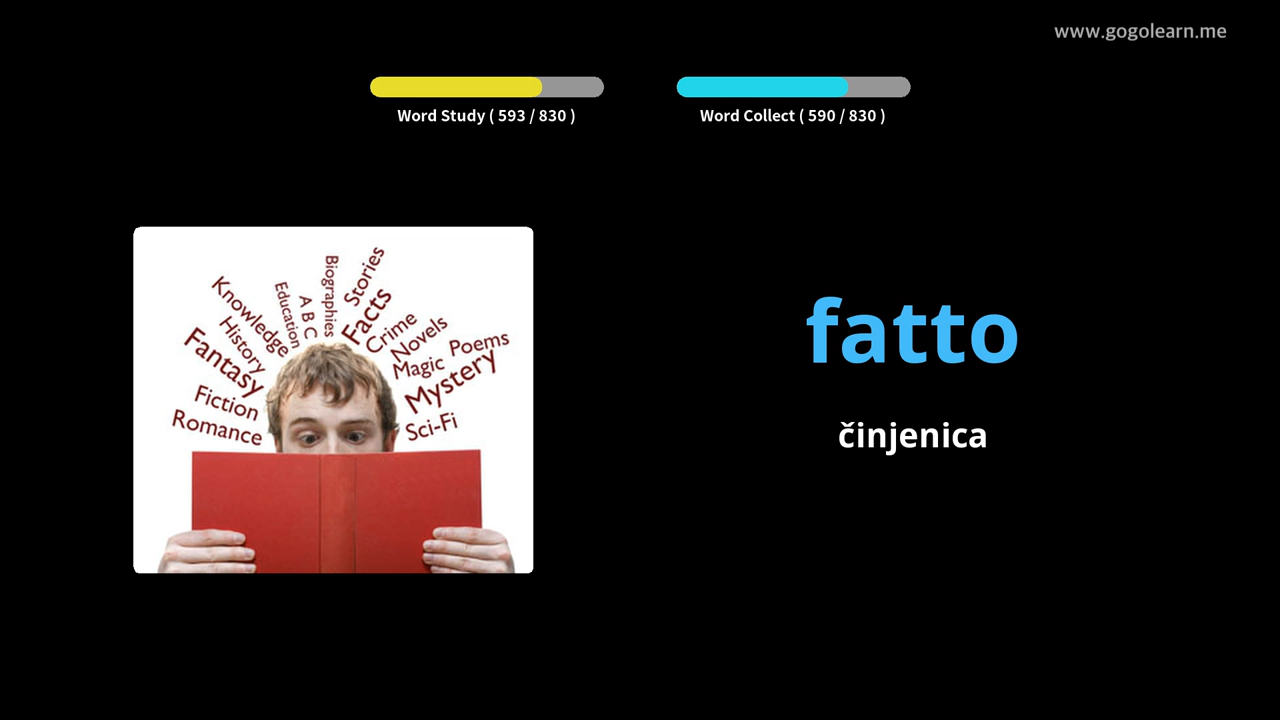 www.gogolearn.me
Word Study ( 593 / 830 )
Word Collect ( 590 / 830 )
Stories
Biographies
Facts
A B C
Education
Knowledge
Crime
Novels
History
Poems
Fantasy
Magic
Mystery
Fiction
Romance
Sci-Fi
fatto
činjenica